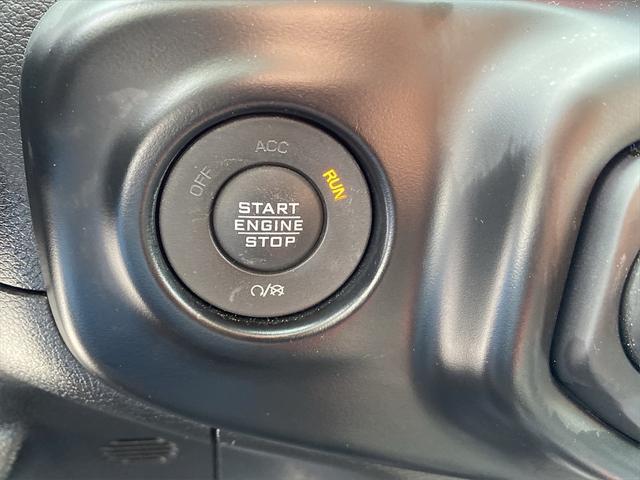 OFF
ACC
RUN
START
ENGINE
STOP